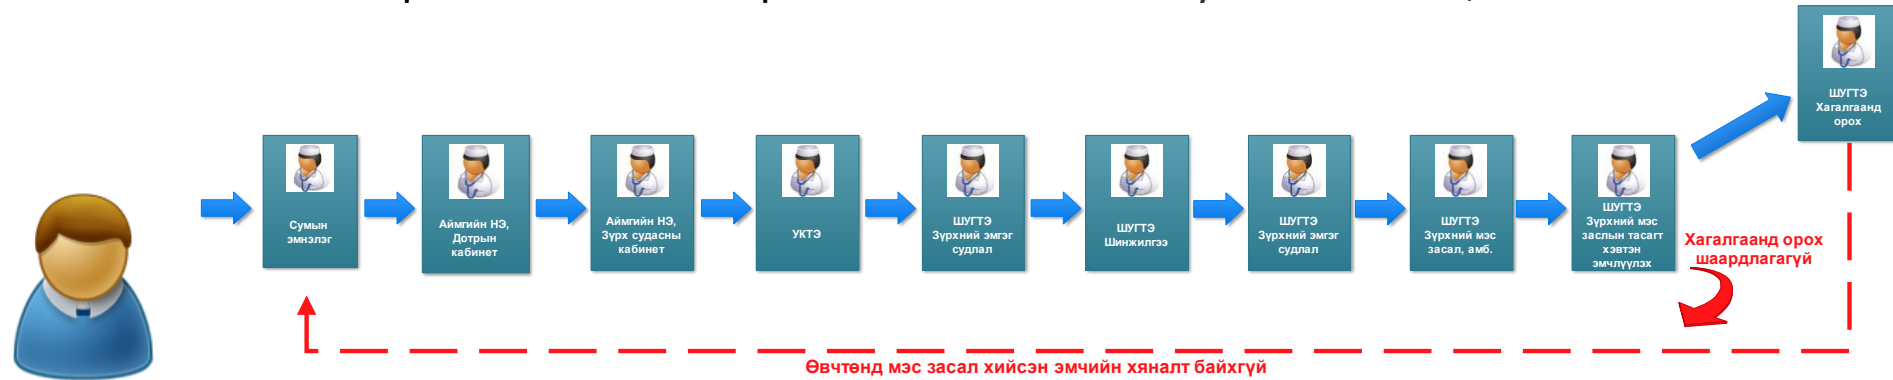 ШУГТЭ
Хагалгаанд
орох
Сумын
эмнэлэг
Аймгийн НЭ,
Дотрын
кабинет
Аймгийн НЭ,
Зүрх судасны
кабинет
УКТЭ
ШУГТЭ
Зүрхний эмгэг
судлал
ШУГТЭ
Шинжилгээ
ШУГТЭ
Зүрхний эмгэг
судлал
ШУГТЭ
Зүрхний мэс
засал, амб.
ШУГТЭ
Зүрхний мэс
заслын тасагт
хэвтэн
эмчлүүлэх
Хагалгаанд орох
шаардлагагүй
Өвчтөнд мэс засал хийсэн эмчийн хяналт байхгүй